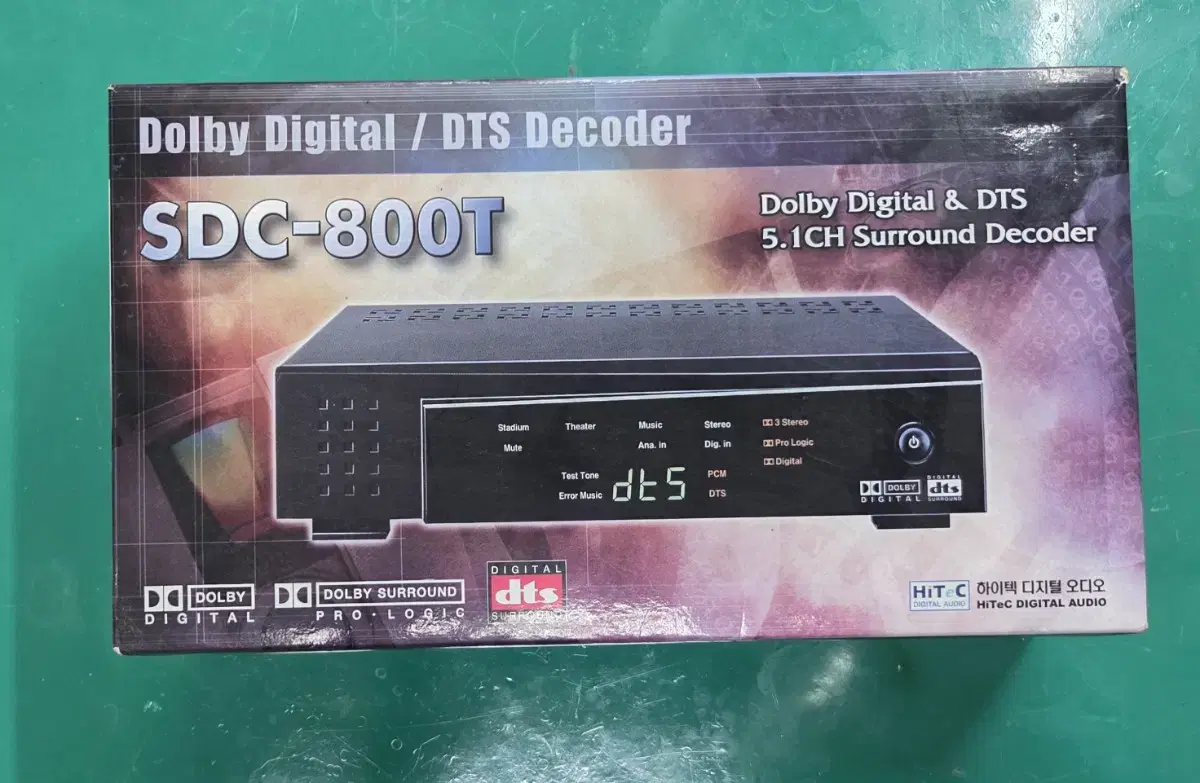 Dolby Digital / DTS Decoder
SDC-800T
Dolby Digital & DTS
5.1CH Surround Decoder
Stadium Theater Music Stereo 3 Stereo
Mute Ana. in Dig. in Pro Logic
Digital
Test Tone PCM
Error Music dts DTS
DOLBY
DIGITAL
DIGITAL
dts
SURROUND
DOLBY
DIGITAL
DOLBY SURROUND
PRO·LOGIC
DIGITAL
dts
SURROUND
HiTeC
DIGITAL AUDIO
하이텍 디지털 오디오
HiTeC DIGITAL AUDIO